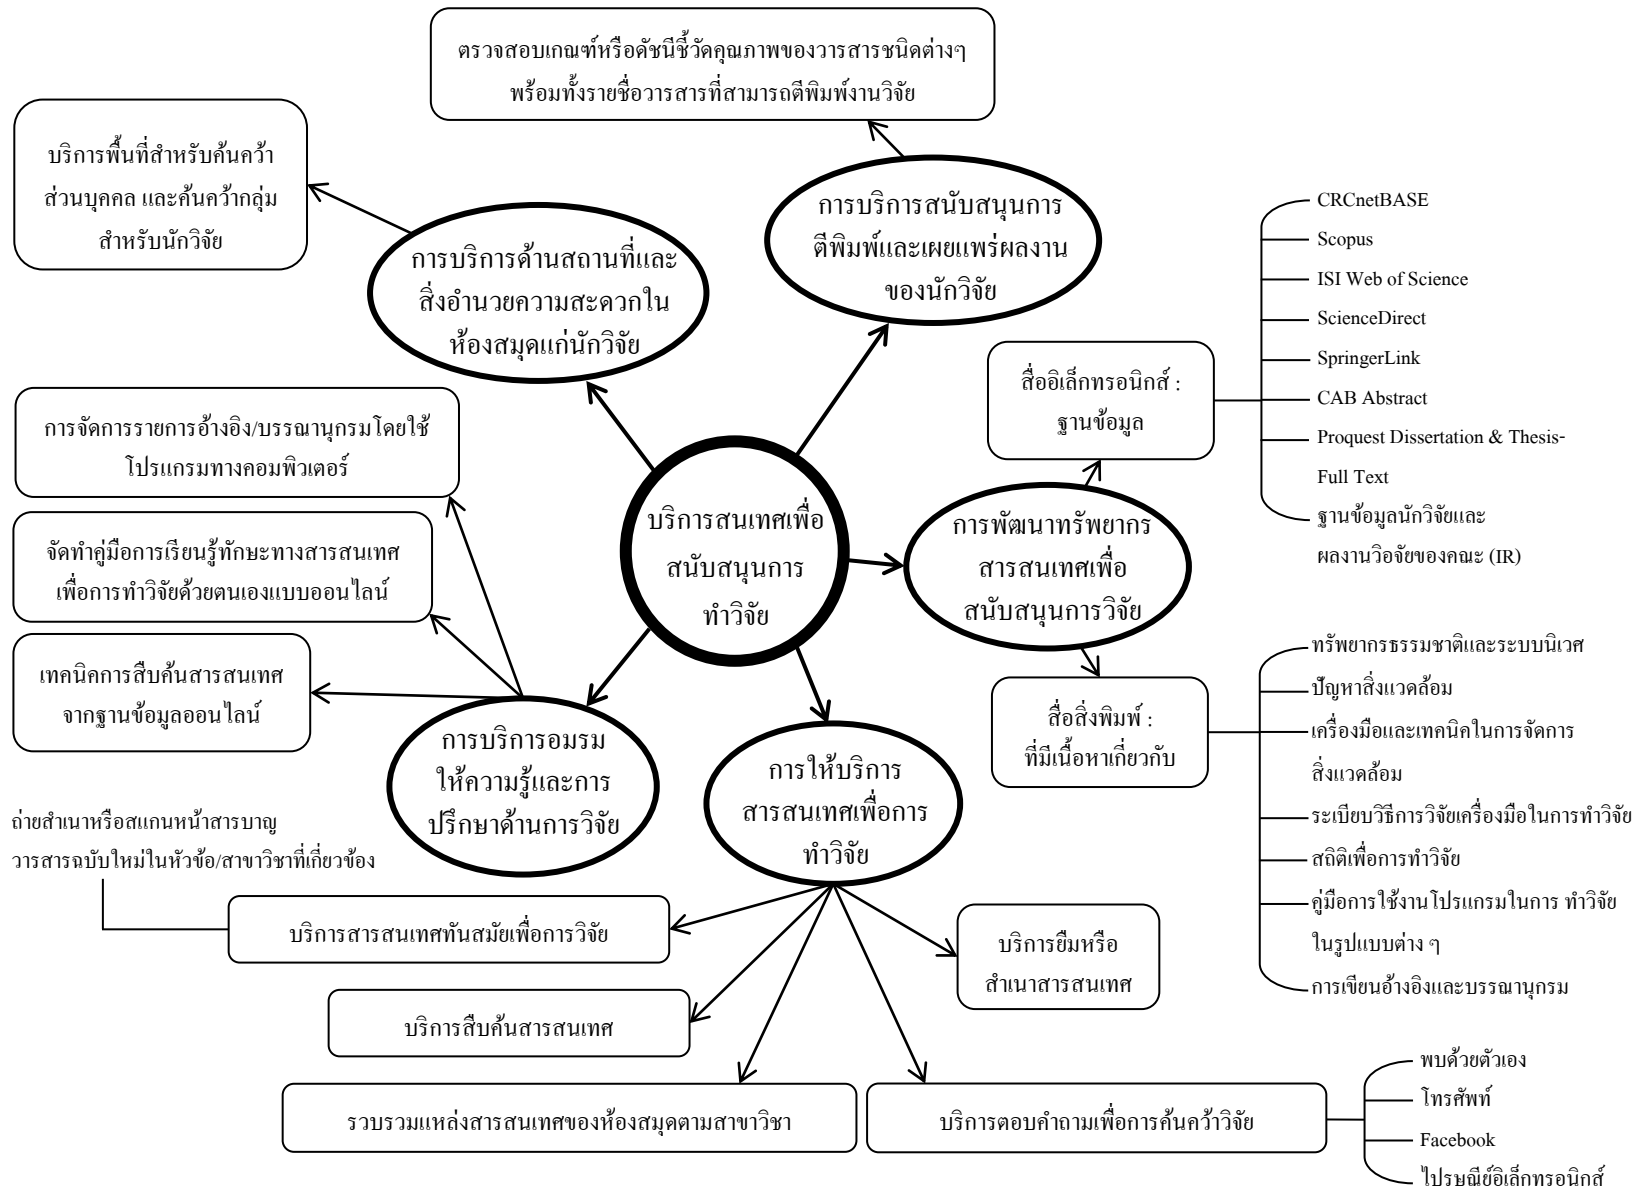 ตรวจสอบเกณฑ์หรือดัชนีชี้วัดคุณภาพของวารสารชนิดต่างๆ
พร้อมทั้งรายชื่อวารสารที่สามารถตีพิมพ์งานวิจัย
บริการพื้นที่สำหรับค้นคว้า
ส่วนบุคคล และค้นคว้ากลุ่ม
สำหรับนักวิจัย
การบริการด้านสถานที่และ
สิ่งอำนวยความสะดวกใน
ห้องสมุดแก่นักวิจัย
การบริการสนับสนุนการ
ตีพิมพ์และเผยแพร่ผลงาน
ของนักวิจัย
สื่ออิเล็กทรอนิกส์ :
ฐานข้อมูล
CRCnetBASE
Scopus
ISI Web of Science
ScienceDirect
SpringerLink
CAB Abstract
Proquest Dissertation & Thesis-
Full Text
ฐานข้อมูลนักวิจัยและ
ผลงานวิอจัยของคณะ (IR)
การจัดการรายการอ้างอิง/บรรณานุกรมโดยใช้
โปรแกรมทางคอมพิวเตอร์
จัดทำคู่มือการเรียนรู้ทักษะทางสารสนเทศ
เพื่อการทำวิจัยด้วยตนเองแบบออนไลน์
เทคนิคการสืบค้นสารสนเทศ
จากฐานข้อมูลออนไลน์
บริการสนเทศเพื่อ
สนับสนุนการ
ทำวิจัย
การพัฒนาทรัพยากร
สารสนเทศเพื่อ
สนับสนุนการวิจัย
สื่อสิ่งพิมพ์ :
ที่มีเนื้อหาเกี่ยวกับ
ทรัพยากรธรรมชาติและระบบนิเวศ
ปัญหาสิ่งแวดล้อม
เครื่องมือและเทคนิคในการจัดการ
สิ่งแวดล้อม
ระเบียบวิธีการวิจัยเครื่องมือในการทำวิจัย
สถิติเพื่อการทำวิจัย
คู่มือการใช้งานโปรแกรมในการ ทำวิจัย
ในรูปแบบต่าง ๆ
การเขียนอ้างอิงและบรรณานุกรม
การบริการอมรม
ให้ความรู้และการ
ปรึกษาด้านการวิจัย
การให้บริการ
สารสนเทศเพื่อการ
ทำวิจัย
ถ่ายสำเนาหรือสแกนหน้าสารบาญ
วารสารฉบับใหม่ในหัวข้อ/สาขาวิชาที่เกี่ยวข้อง
บริการสารสนเทศทันสมัยเพื่อการวิจัย
บริการสืบค้นสารสนเทศ
รวบรวมแหล่งสารสนเทศของห้องสมุดตามสาขาวิชา
บริการยืมหรือ
สำเนาสารสนเทศ
บริการตอบคำถามเพื่อการค้นคว้าวิจัย
พบด้วยตัวเอง
โทรศัพท์
Facebook
ไปรษณีย์อิเล็กทรอนิกส์